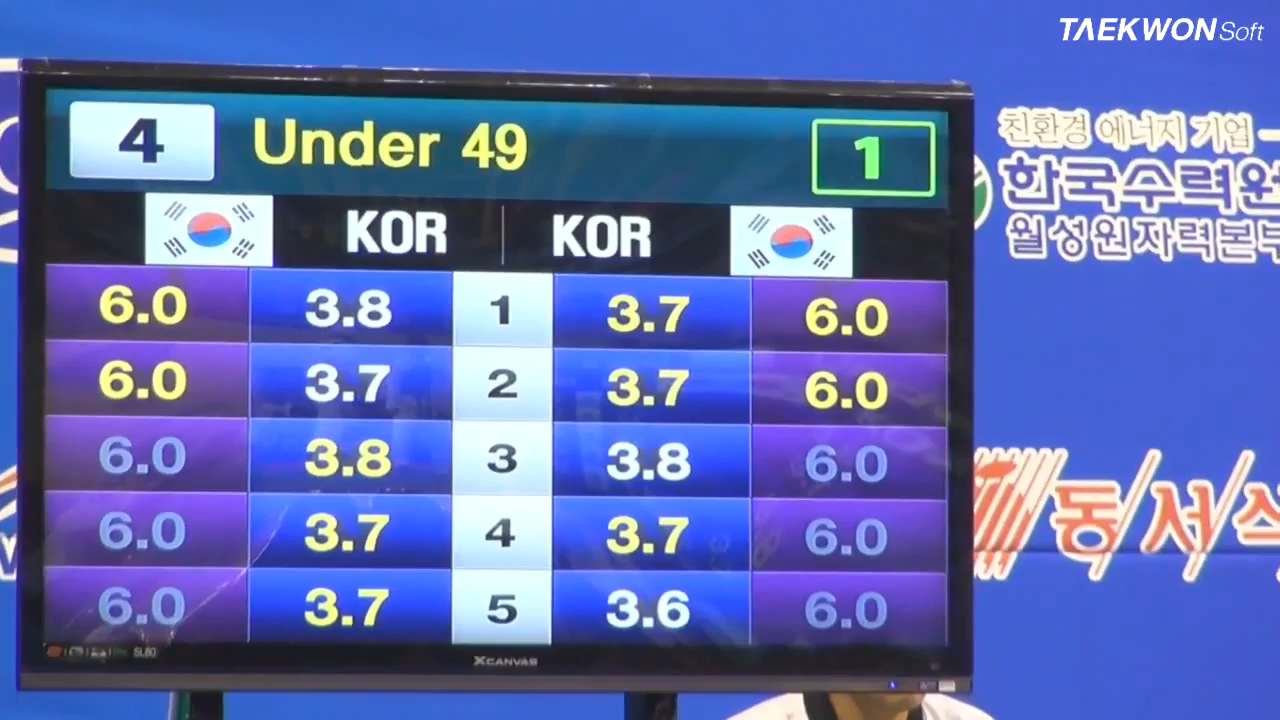 TAEKWONSoft
4 Under 49 1
KOR KOR
6.0 3.8 1 3.7 6.0
6.0 3.7 2 3.7 6.0
6.0 3.8 3 3.8 6.0
6.0 3.7 4 3.7 6.0
6.0 3.7 5 3.6 6.0
SL80
XCANVAS
친환경 에너지 기업
한국수력원
월성원자력본부
동/서/식